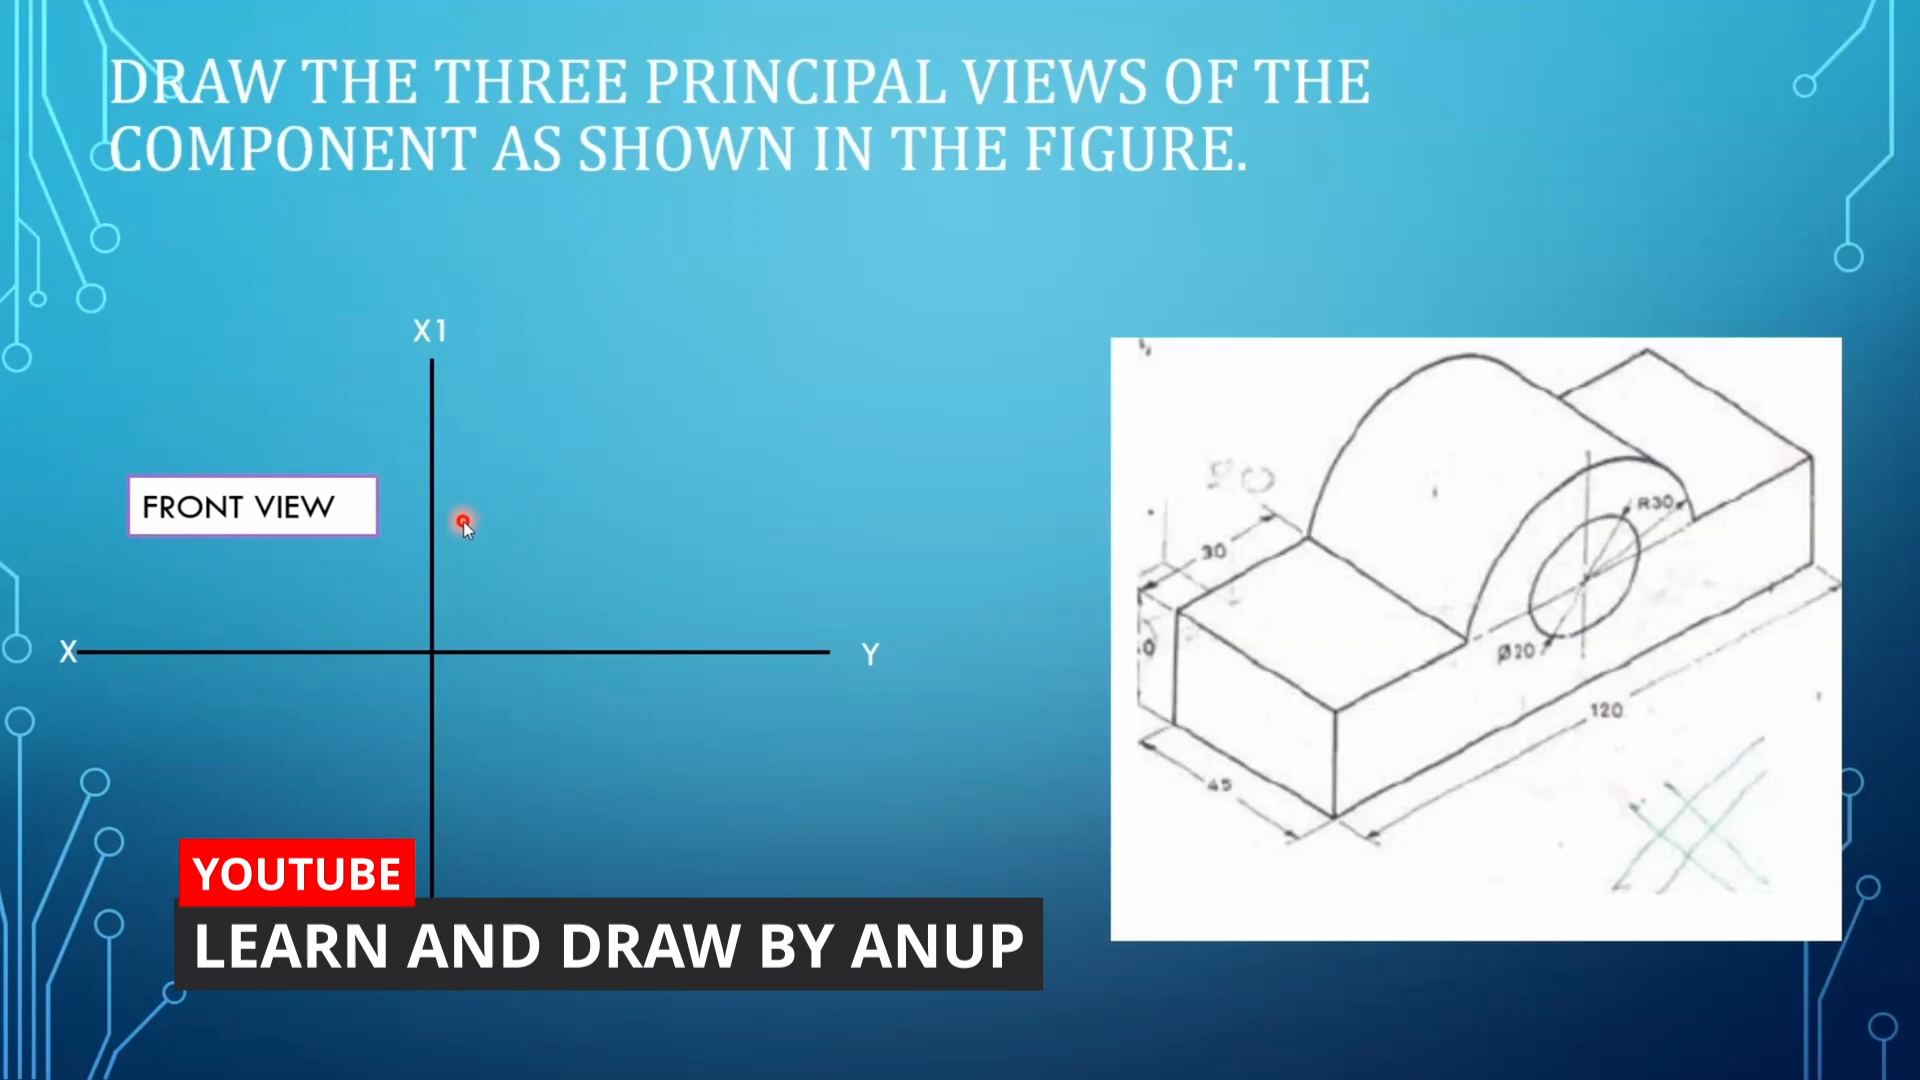 DRAW THE THREE PRINCIPAL VIEWS OF THE
COMPONENT AS SHOWN IN THE FIGURE.
X1
FRONT VIEW
X
Y
R30
30
Ø20
120
45
YOUTUBE
LEARN AND DRAW BY ANUP